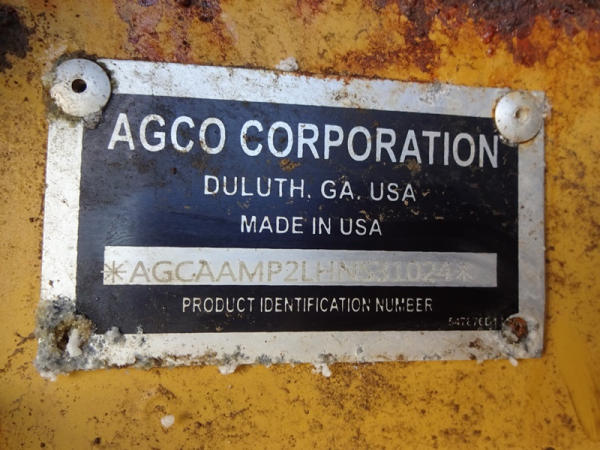 AGCO CORPORATION
DULUTH, GA, USA
MADE IN USA
PRODUCT IDENTIFICATION NUMBER